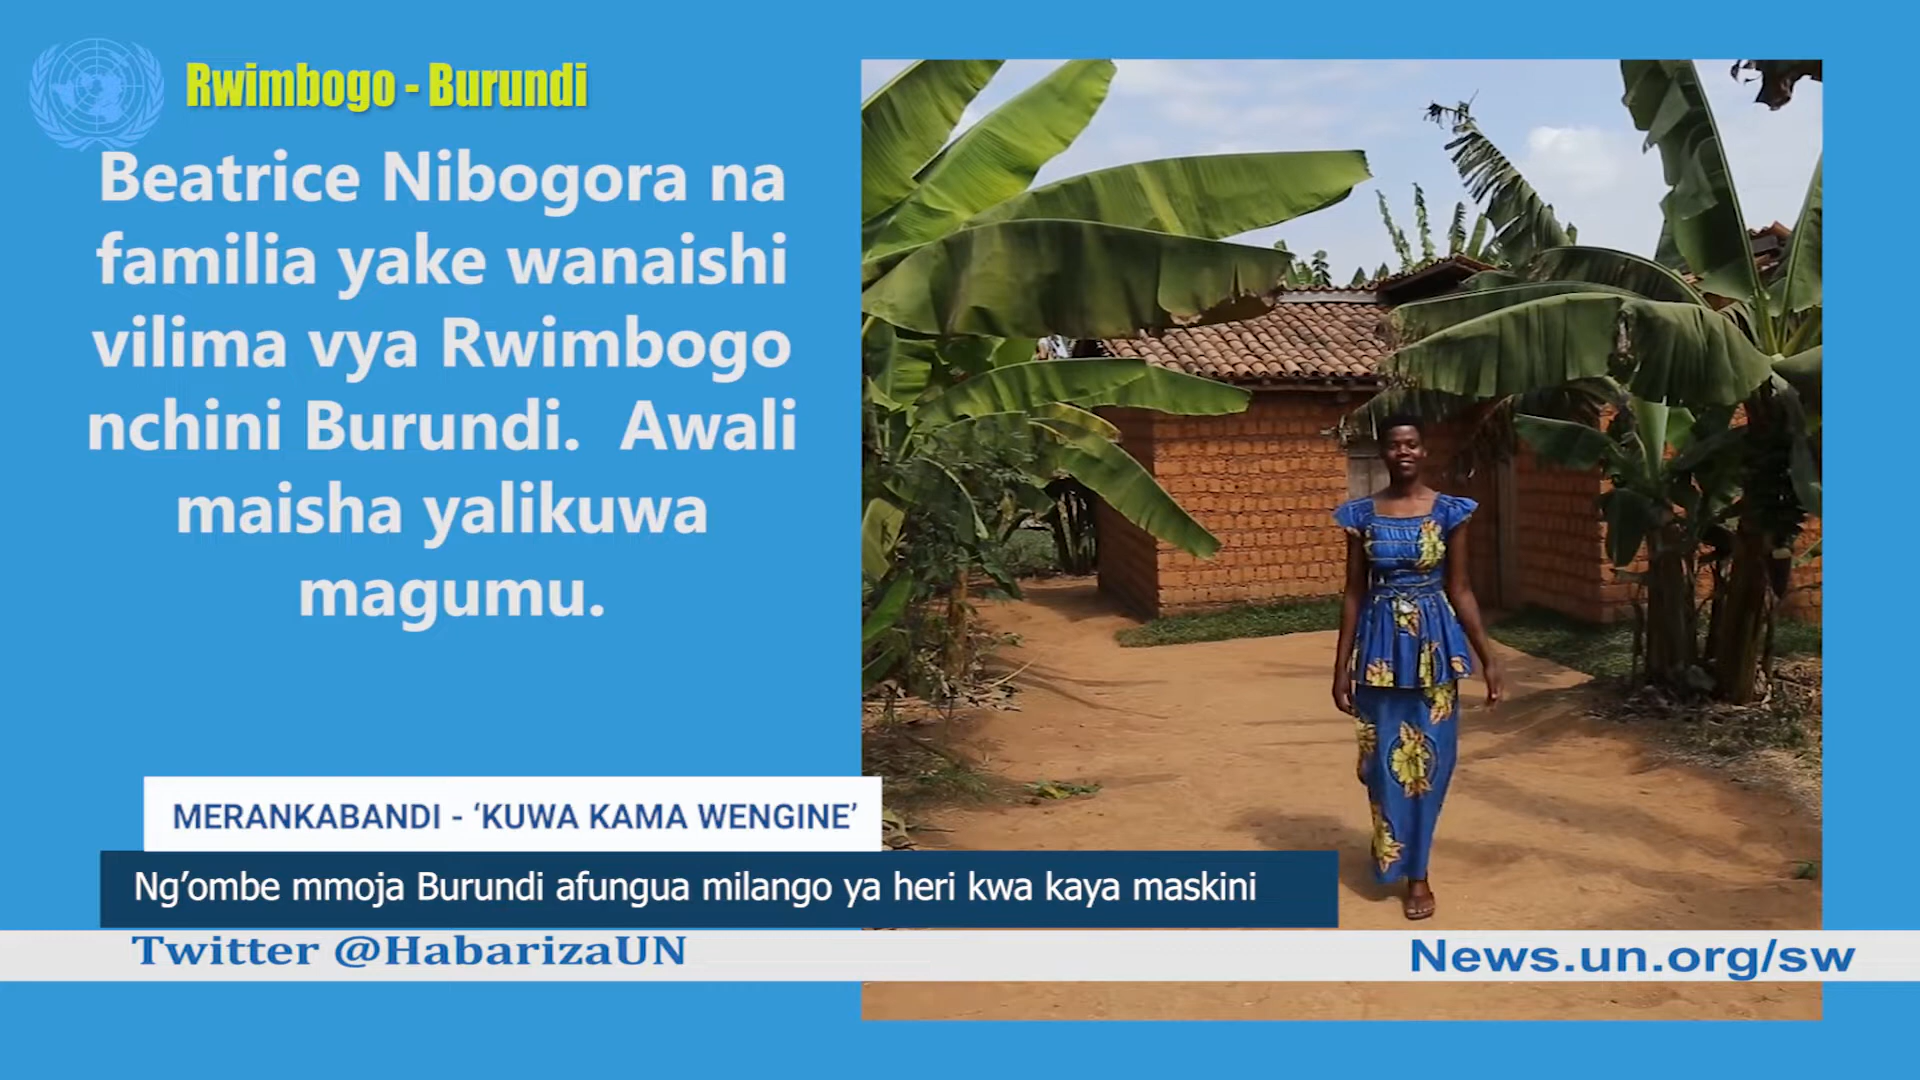 Rwimbogo - Burundi
Beatrice Nibogora na
familia yake wanaishi
vilima vya Rwimbogo
nchini Burundi.  Awali
maisha yalikuwa
magumu.
MERANKABANDI - ‘KUWA KAMA WENGINE’
Ng’ombe mmoja Burundi afungua milango ya heri kwa kaya maskini
Twitter @HabarizaUN
News.un.org/sw